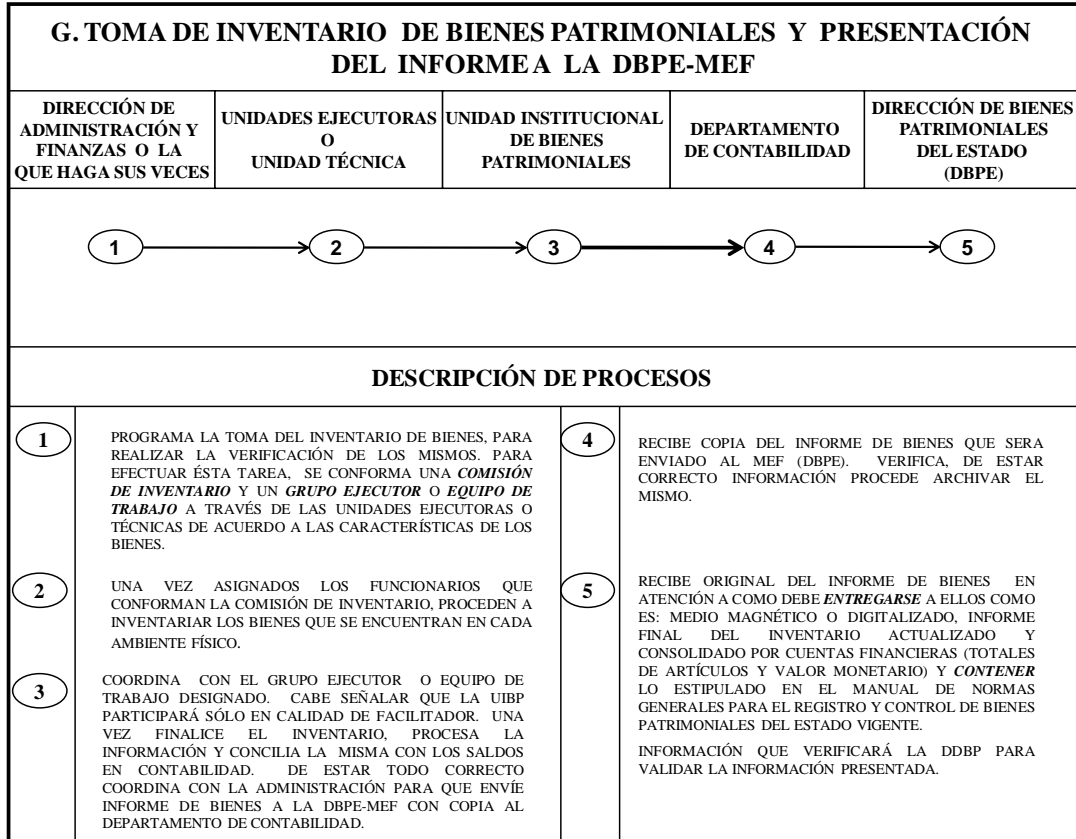 G. TOMA DE INVENTARIO DE BIENES PATRIMONIALES Y PRESENTACIÓN
DEL INFORME A LA DBPE-MEF
DIRECCIÓN DE
ADMINISTRACIÓN Y
FINANZAS O LA
QUE HAGA SUS VECES
UNIDADES EJECUTORAS
O
UNIDAD TÉCNICA
UNIDAD INSTITUCIONAL
DE BIENES
PATRIMONIALES
DEPARTAMENTO
DE CONTABILIDAD
DIRECCIÓN DE BIENES
PATRIMONIALES
DEL ESTADO
(DBPE)
1
2
3
4
5
DESCRIPCIÓN DE PROCESOS
1
PROGRAMA LA TOMA DEL INVENTARIO DE BIENES, PARA
REALIZAR LA VERIFICACIÓN DE LOS MISMOS. PARA
EFECTUAR ÉSTA TAREA, SE CONFORMA UNA COMISIÓN
DE INVENTARIO Y UN GRUPO EJECUTOR O EQUIPO DE
TRABAJO A TRAVÉS DE LAS UNIDADES EJECUTORAS O
TÉCNICAS DE ACUERDO A LAS CARACTERÍSTICAS DE LOS
BIENES.
2
UNA VEZ ASIGNADOS LOS FUNCIONARIOS QUE
CONFORMAN LA COMISIÓN DE INVENTARIO, PROCEDEN A
INVENTARIAR LOS BIENES QUE SE ENCUENTRAN EN CADA
AMBIENTE FÍSICO.
3
COORDINA CON EL GRUPO EJECUTOR O EQUIPO DE
TRABAJO DESIGNADO. CABE SEÑALAR QUE LA UIBP
PARTICIPARÁ SÓLO EN CALIDAD DE FACILITADOR. UNA
VEZ FINALICE EL INVENTARIO, PROCESA LA
INFORMACIÓN Y CONCILIA LA MISMA CON LOS SALDOS
EN CONTABILIDAD. DE ESTAR TODO CORRECTO
COORDINA CON LA ADMINISTRACIÓN PARA QUE ENVÍE
INFORME DE BIENES A LA DBPE-MEF CON COPIA AL
DEPARTAMENTO DE CONTABILIDAD.
4
RECIBE COPIA DEL INFORME DE BIENES QUE SERA
ENVIADO AL MEF (DBPE). VERIFICA, DE ESTAR
CORRECTO INFORMACIÓN PROCEDE ARCHIVAR EL
MISMO.
5
RECIBE ORIGINAL DEL INFORME DE BIENES EN
ATENCIÓN A COMO DEBE ENTREGARSE A ELLOS COMO
ES: MEDIO MAGNÉTICO O DIGITALIZADO, INFORME
FINAL DEL INVENTARIO ACTUALIZADO Y
CONSOLIDADO POR CUENTAS FINANCIERAS (TOTALES
DE ARTÍCULOS Y VALOR MONETARIO) Y CONTENER
LO ESTIPULADO EN EL MANUAL DE NORMAS
GENERALES PARA EL REGISTRO Y CONTROL DE BIENES
PATRIMONIALES DEL ESTADO VIGENTE.
INFORMACIÓN QUE VERIFICARÁ LA DDBP PARA
VALIDAR LA INFORMACIÓN PRESENTADA.